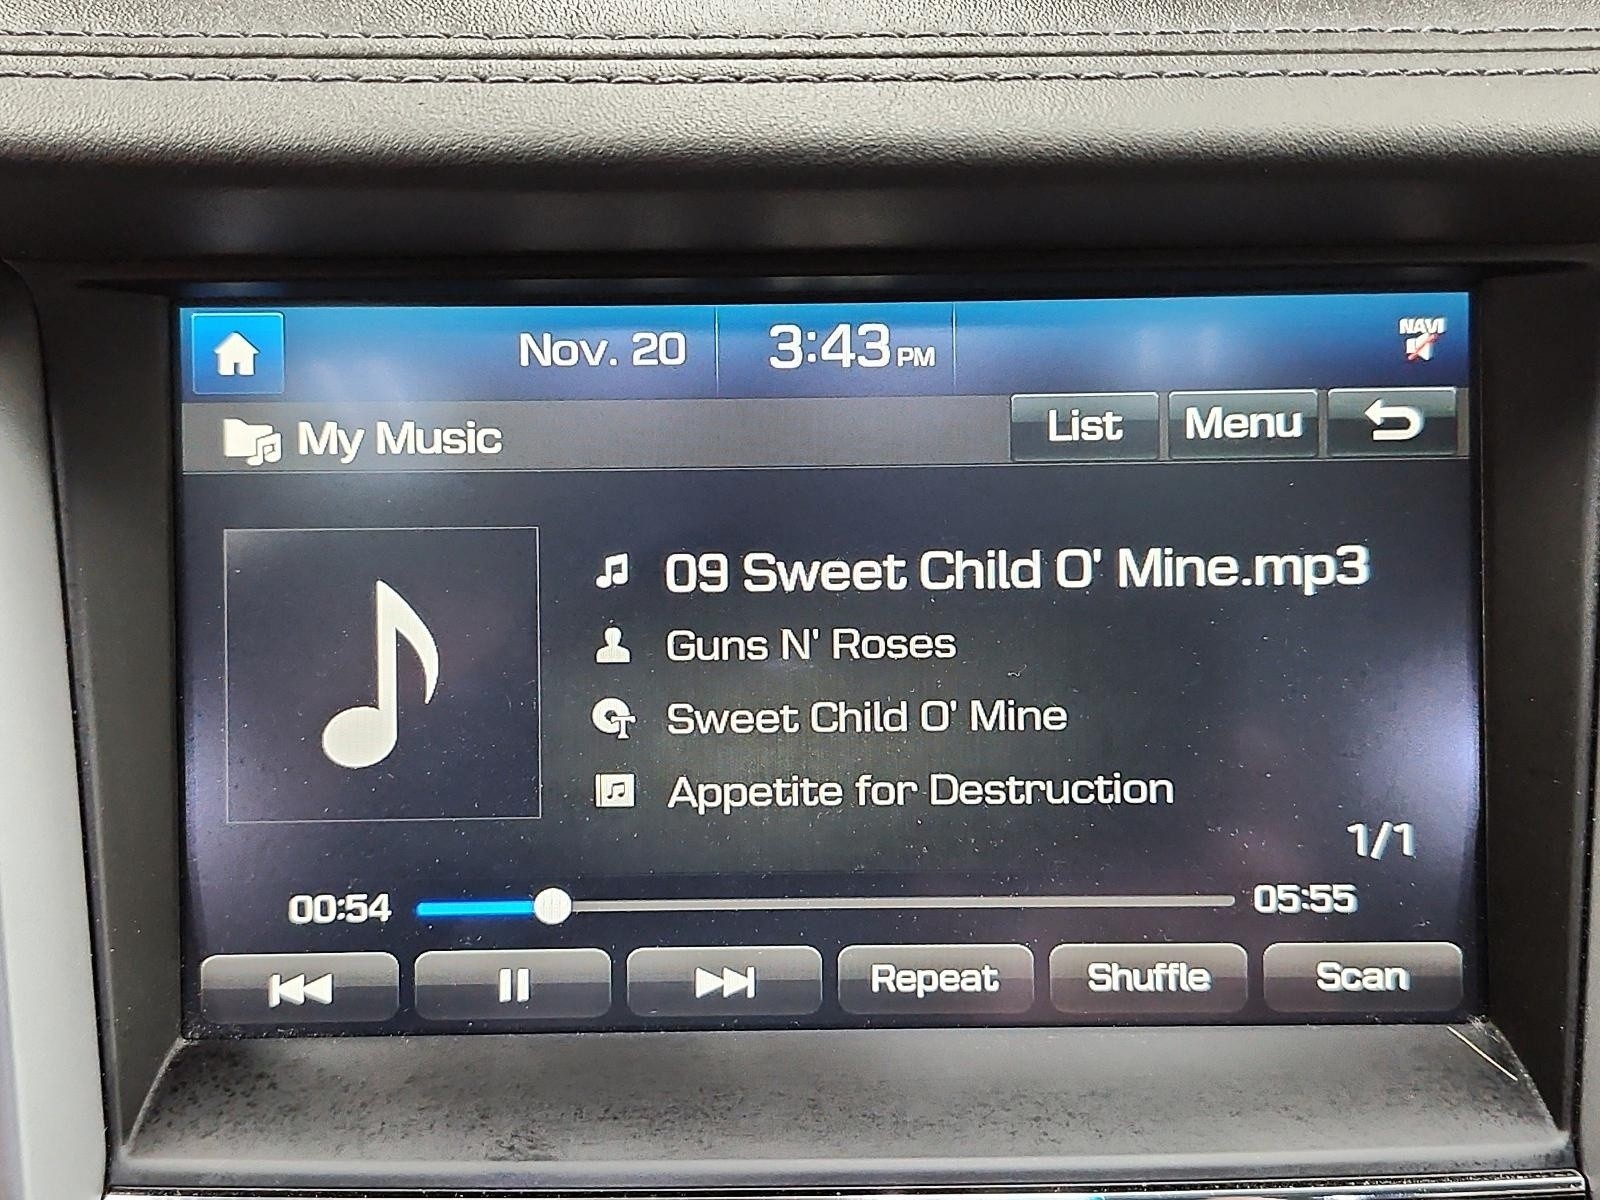 Nov. 20 3:43 PM NAVI
My Music List Menu
09 Sweet Child O' Mine.mp3
Guns N' Roses
Sweet Child O' Mine
Appetite for Destruction
1/1
00:54 05:55
Repeat Shuffle Scan